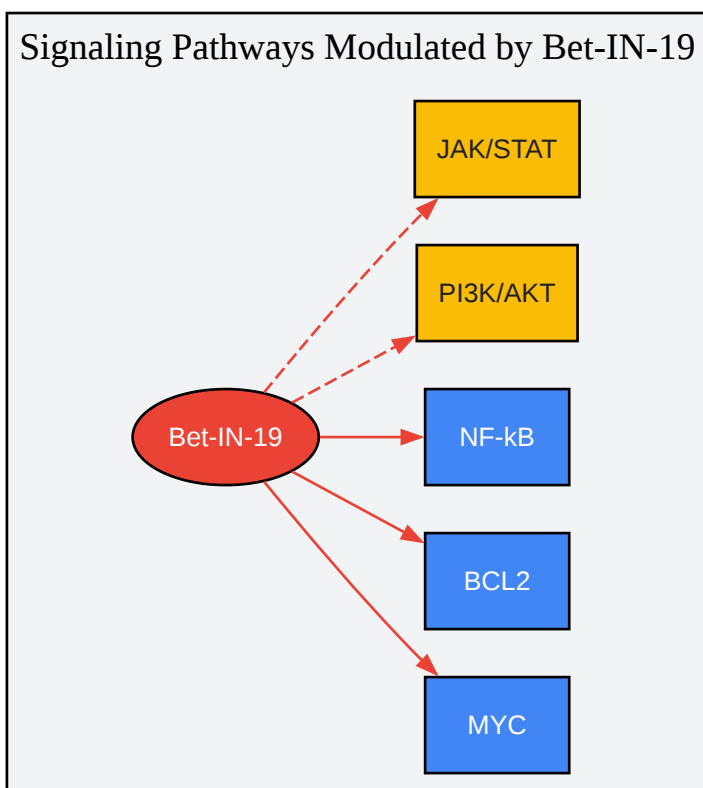 Signaling Pathways Modulated by Bet-IN-19
JAK/STAT
PI3K/AKT
Bet-IN-19
NF-kB
BCL2
MYC